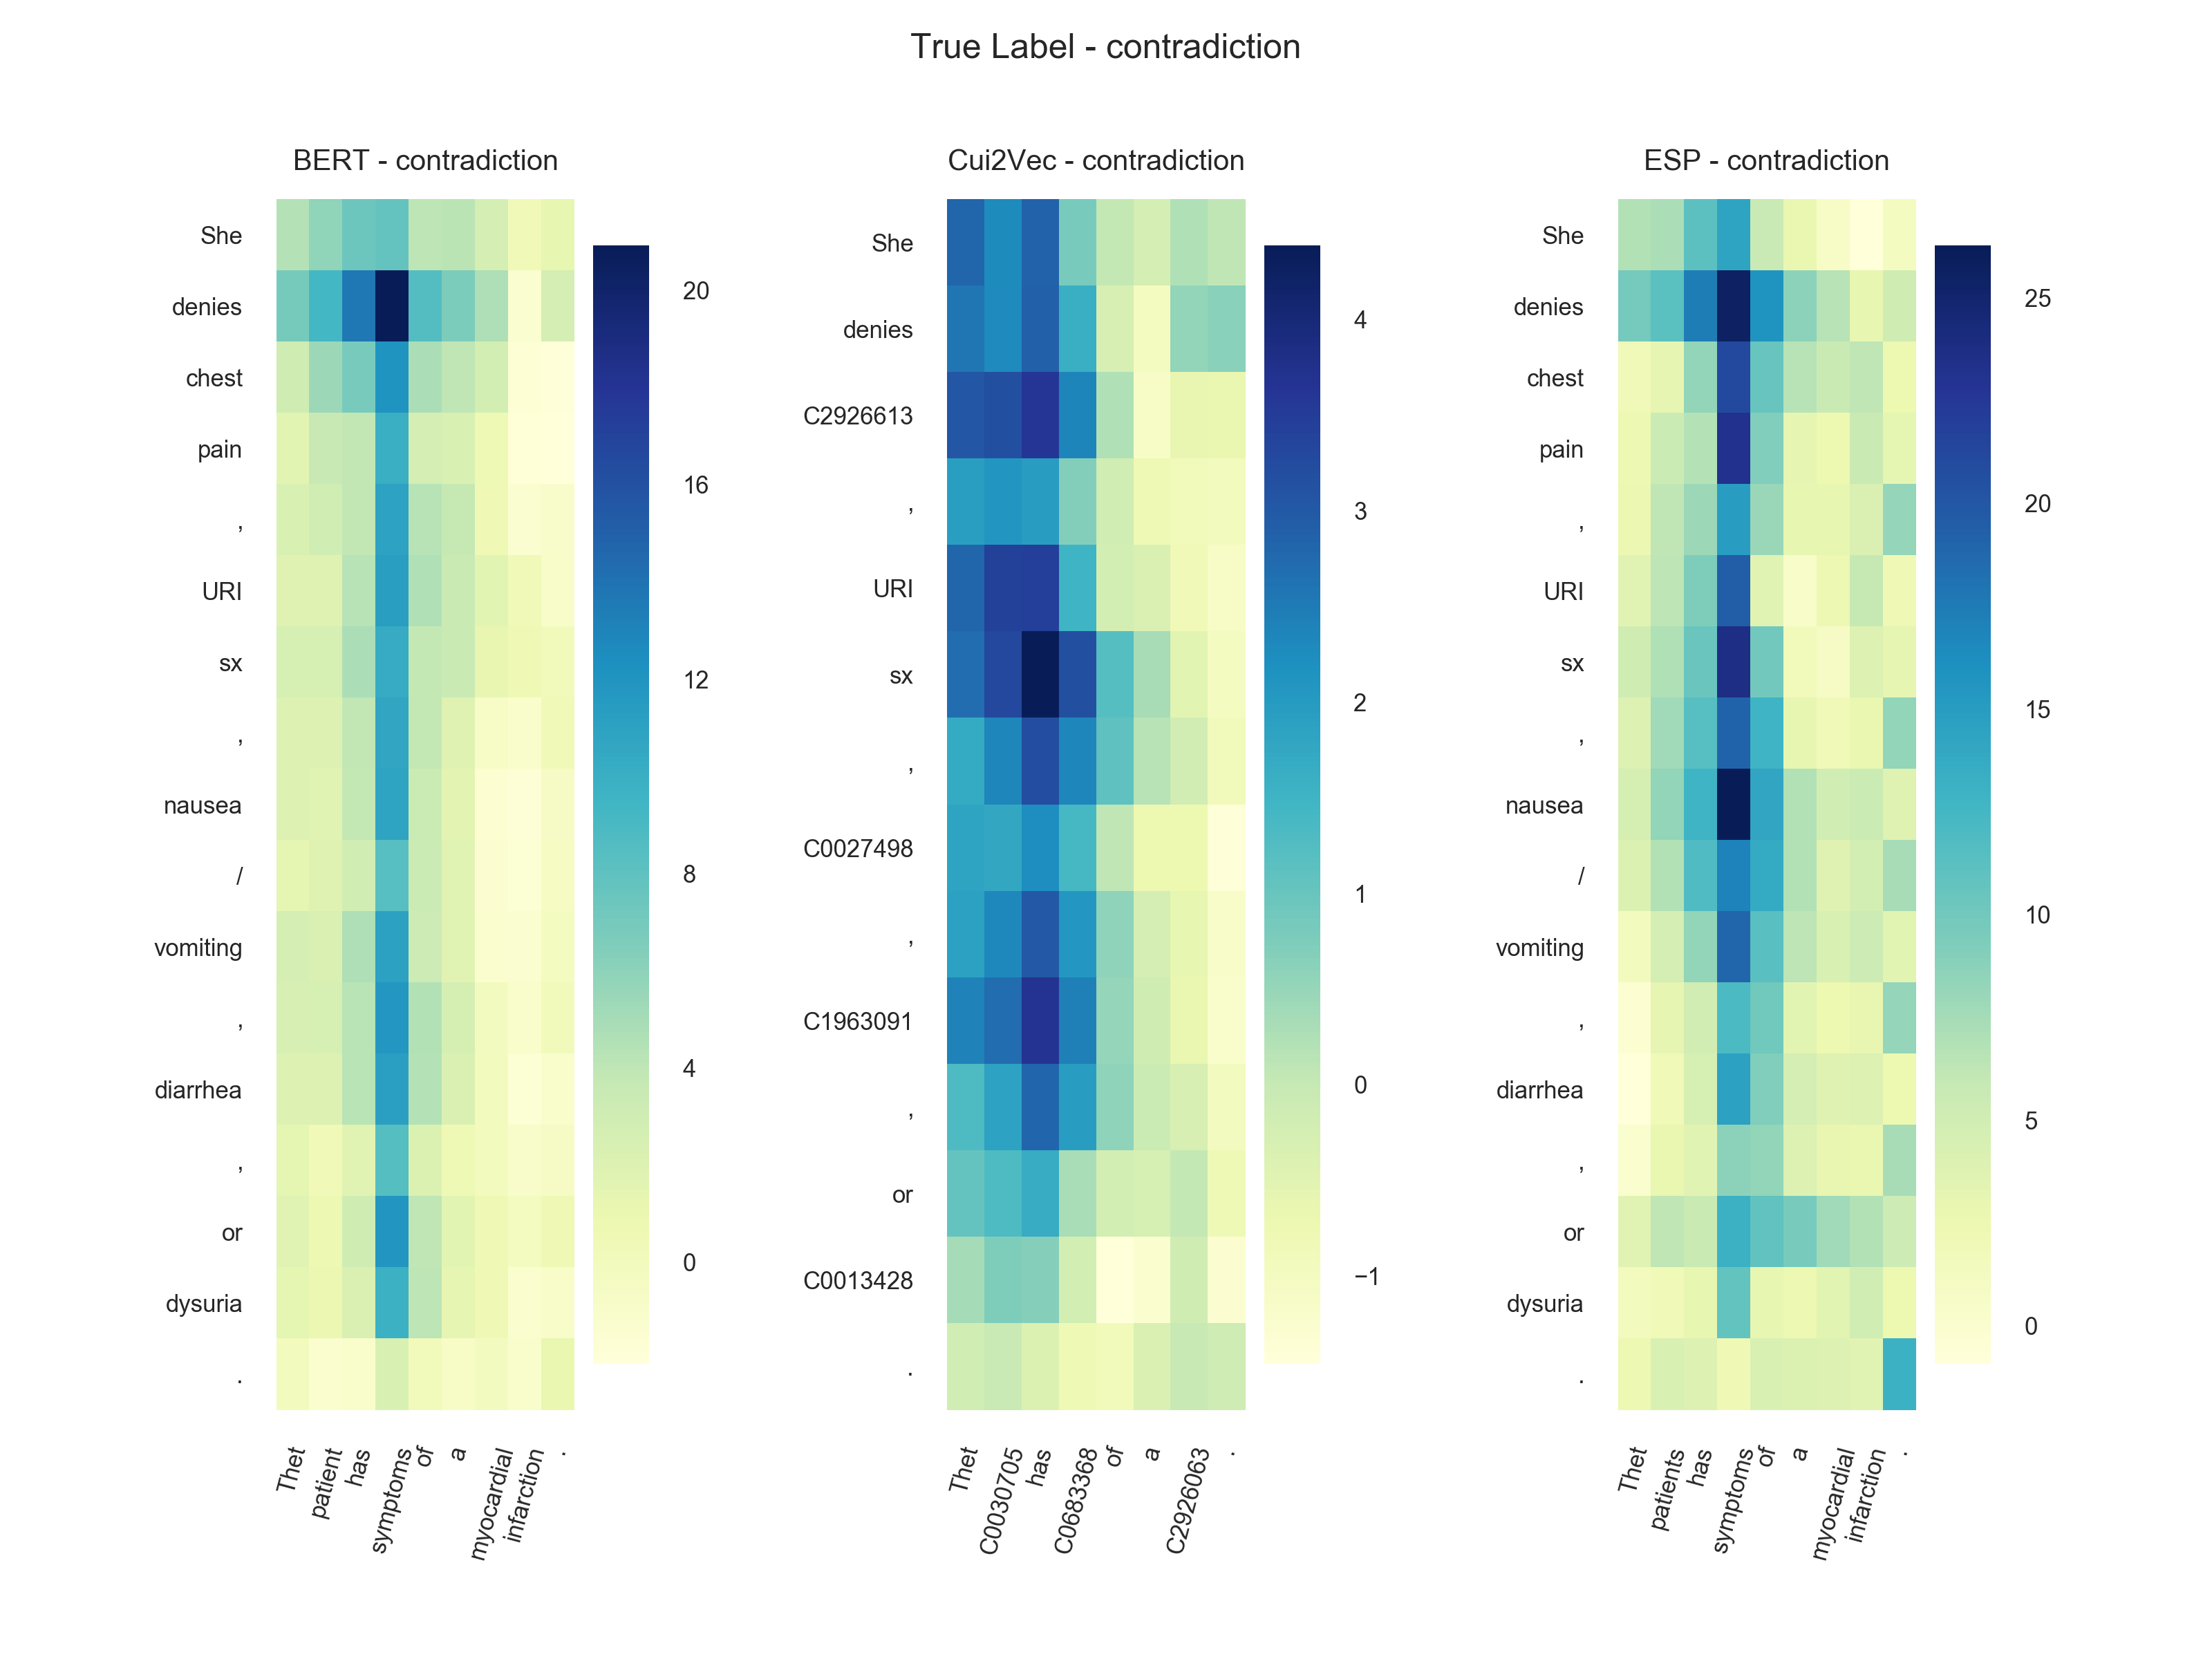 True Label - contradiction
BERT - contradiction
She
denies
chest
pain
,
URI
sx
,
nausea
/
vomiting
,
diarrhea
,
or
dysuria
.
Thet
patient
has
symptoms
of
a
myocardial
infarction
.
20
16
12
8
4
0
Cui2Vec - contradiction
She
denies
C2926613
,
URI
sx
,
C0027498
,
C1963091
,
or
C0013428
.
Thet
C0030705
has
C0683368
of
a
C2926063
.
4
3
2
1
0
−1
ESP - contradiction
She
denies
chest
pain
,
URI
sx
,
nausea
/
vomiting
,
diarrhea
,
or
dysuria
.
Thet
patients
has
symptoms
of
a
myocardial
infarction
.
25
20
15
10
5
0